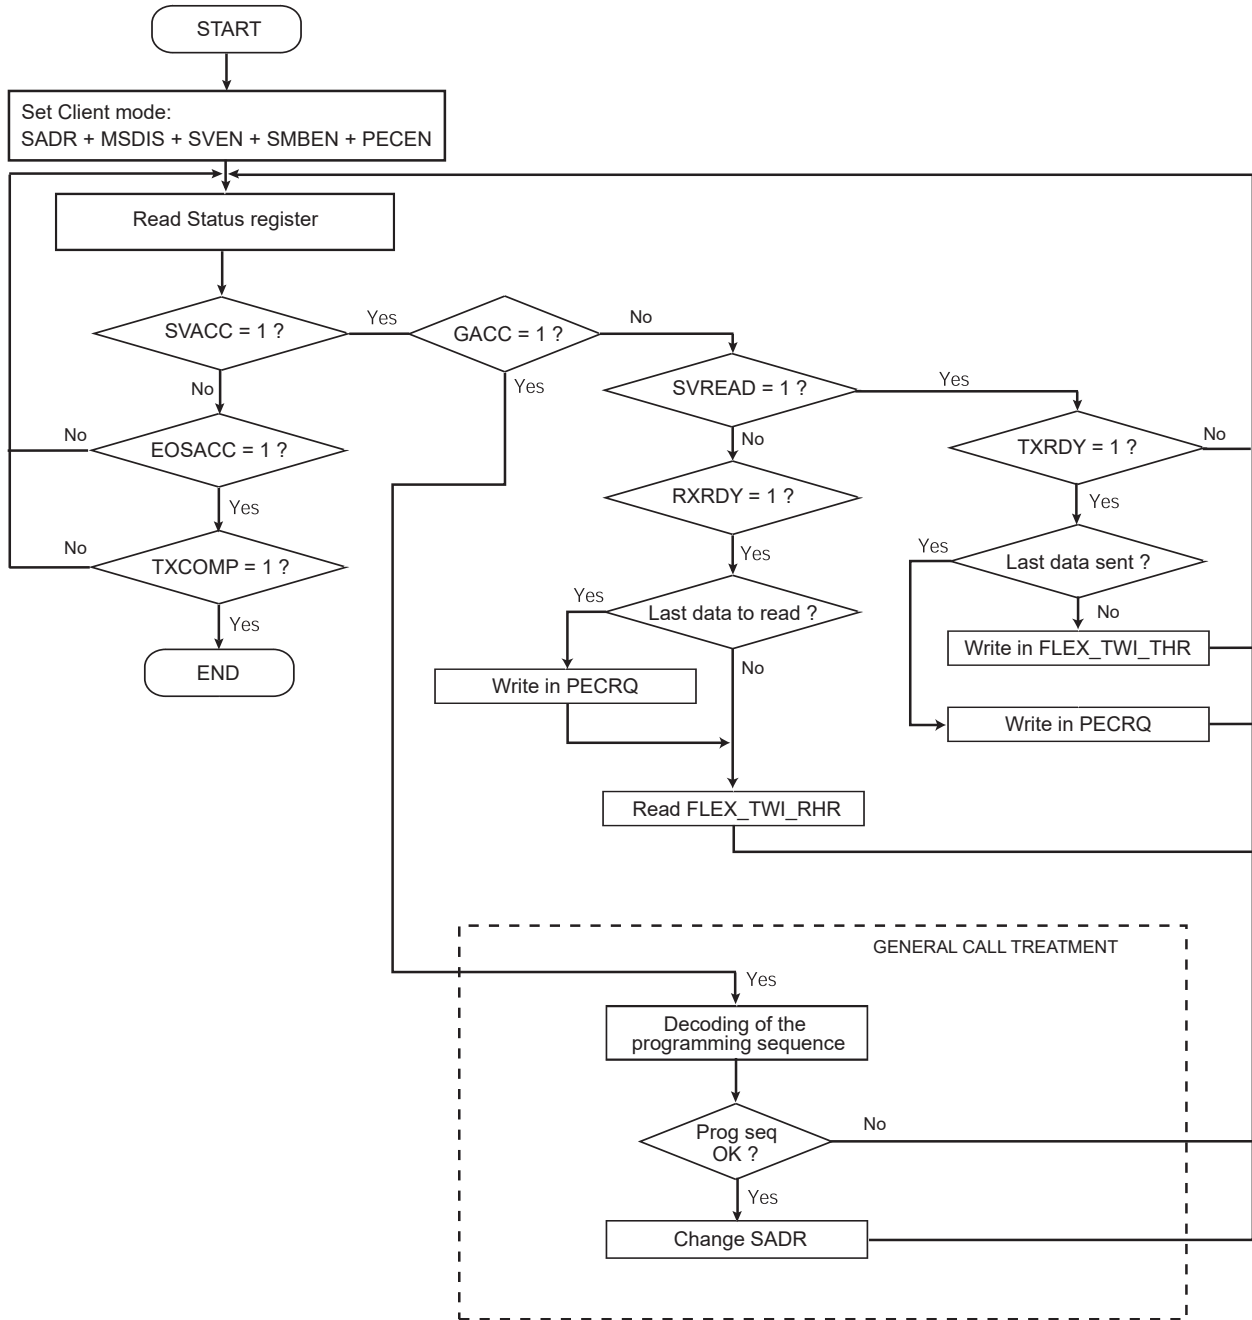 START
Set Client mode:
SADR + MSDIS + SVEN + SMBEN + PECEN
Read Status register
SVACC = 1 ?
Yes
GACC = 1 ?
No
No
Yes
SVREAD = 1 ?
Yes
No
EOSACC = 1 ?
No
TXRDY = 1 ?
No
Yes
RXRDY = 1 ?
Yes
No
TXCOMP = 1 ?
Yes
Yes
Last data sent ?
Yes
Yes
Last data to read ?
No
END
No
Write in FLEX_TWI_THR
Write in PECRQ
Write in PECRQ
Read FLEX_TWI_RHR
GENERAL CALL TREATMENT
Yes
Decoding of the
programming sequence
Prog seq
OK ?
No
Yes
Change SADR